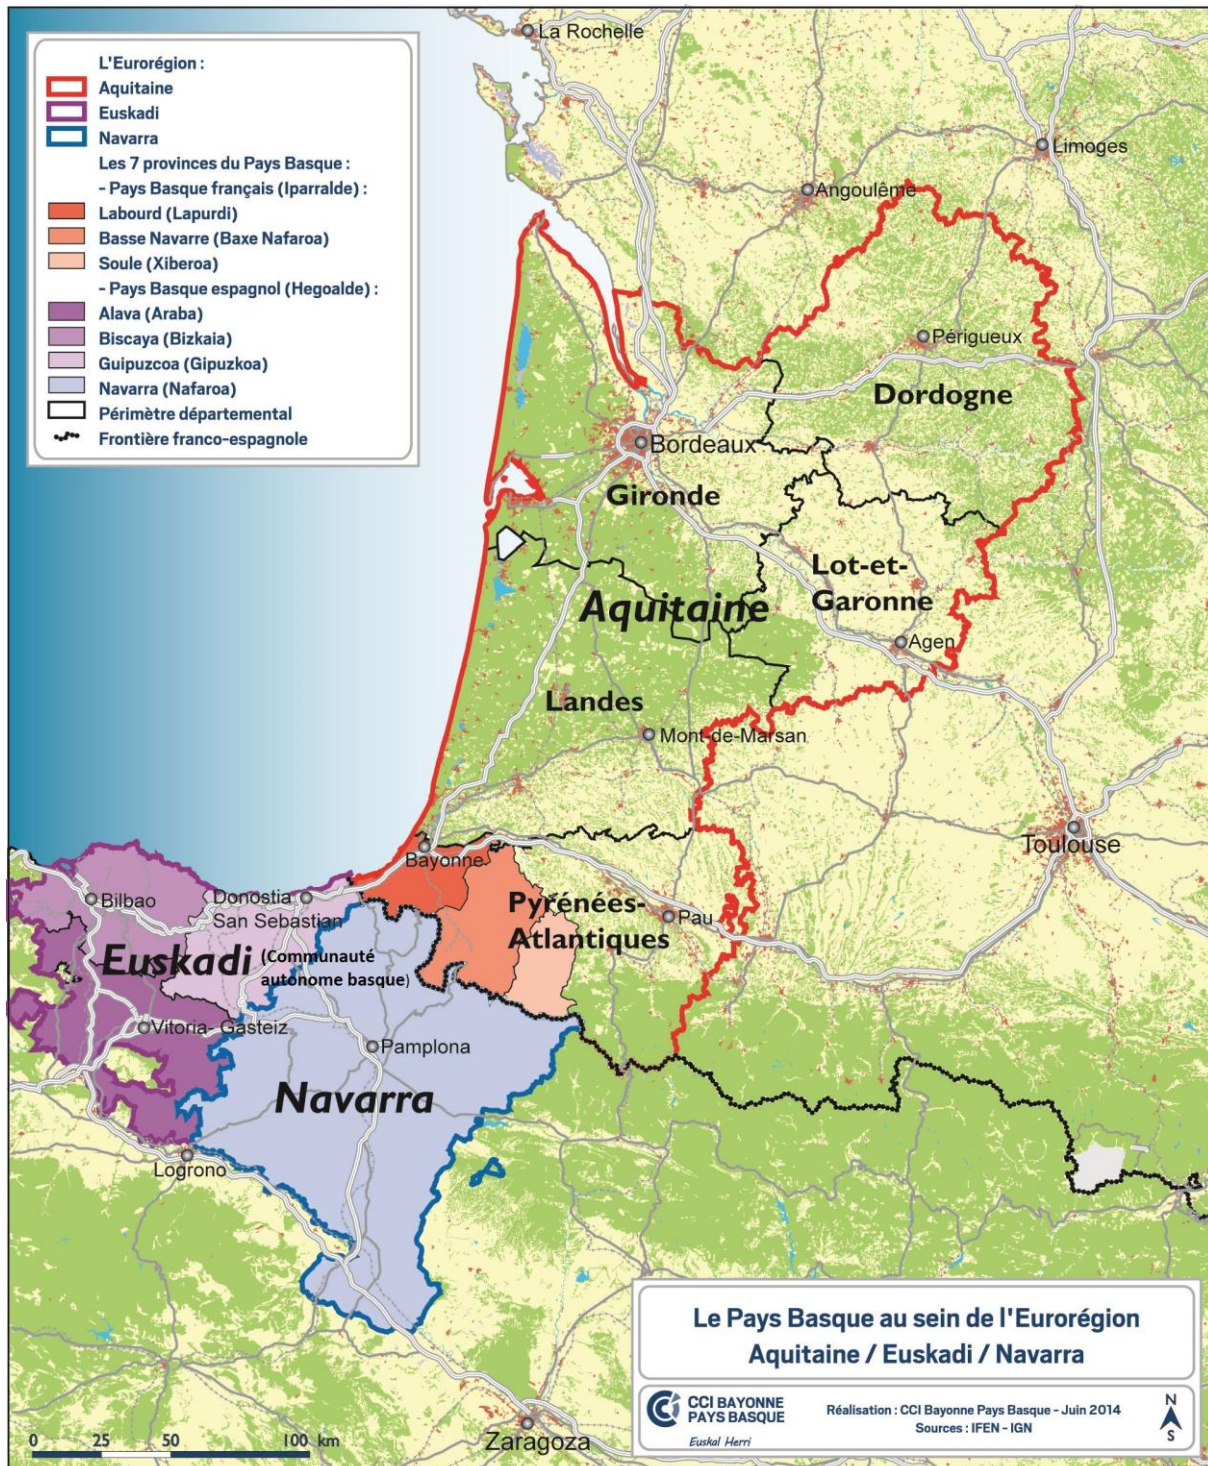 L'Eurorégion :
Aquitaine
Euskadi
Navarra
Les 7 provinces du Pays Basque :
- Pays Basque français (Iparralde) :
Labourd (Lapurdi)
Basse Navarre (Baxe Nafaroa)
Soule (Xiberoa)
- Pays Basque espagnol (Hegoalde) :
Alava (Araba)
Biscaya (Bizkaia)
Guipuzcoa (Gipuzkoa)
Navarra (Nafaroa)
Périmètre départemental
Frontière franco-espagnole
La Rochelle
Limoges
Angoulême
Périgueux
Dordogne
Bordeaux
Gironde
Lot-et-
Garonne
Aquitaine
Agen
Landes
Mont-de-Marsan
Toulouse
Bayonne
Pyrénées-
Atlantiques
Pau
Bilbao
Donostia
San Sebastian
Euskadi
(Communauté
autonome basque)
Vitoria- Gasteiz
Pamplona
Navarra
Logrono
Zaragoza
Le Pays Basque au sein de l'Eurorégion
Aquitaine / Euskadi / Navarra
CCI BAYONNE
PAYS BASQUE
Euskal Herri
Réalisation : CCI Bayonne Pays Basque - Juin 2014
Sources : IFEN - IGN
N
S
0 25 50 100 km